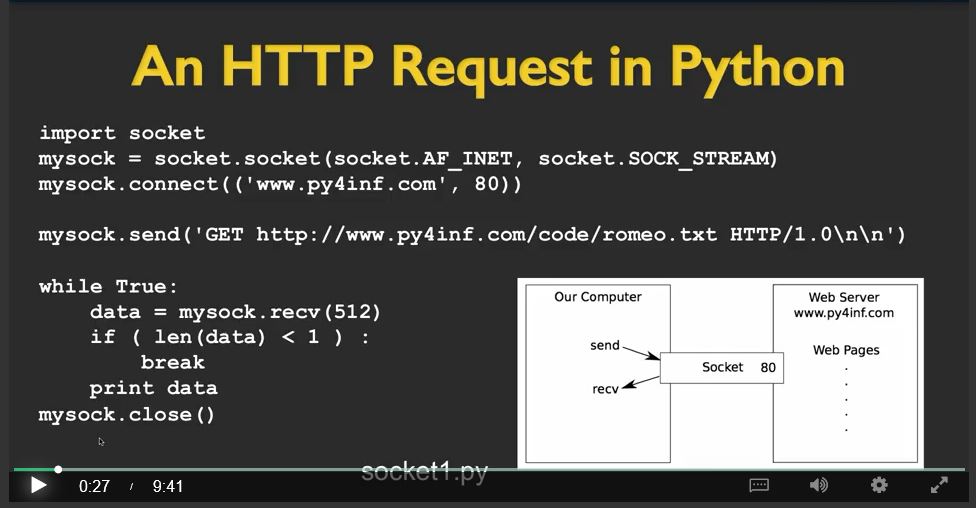 An HTTP Request in Python
import socket
mysock = socket.socket(socket.AF_INET, socket.SOCK_STREAM)
mysock.connect(('www.py4inf.com', 80))
mysock.send('GET http://www.py4inf.com/code/romeo.txt HTTP/1.0\n\n')
while True:
    data = mysock.recv(512)
    if ( len(data) < 1 ) :
        break
    print data
mysock.close()
Our Computer
send
recv
Socket 80
Web Server
www.py4inf.com
Web Pages
socket1.py
0:27 / 9:41